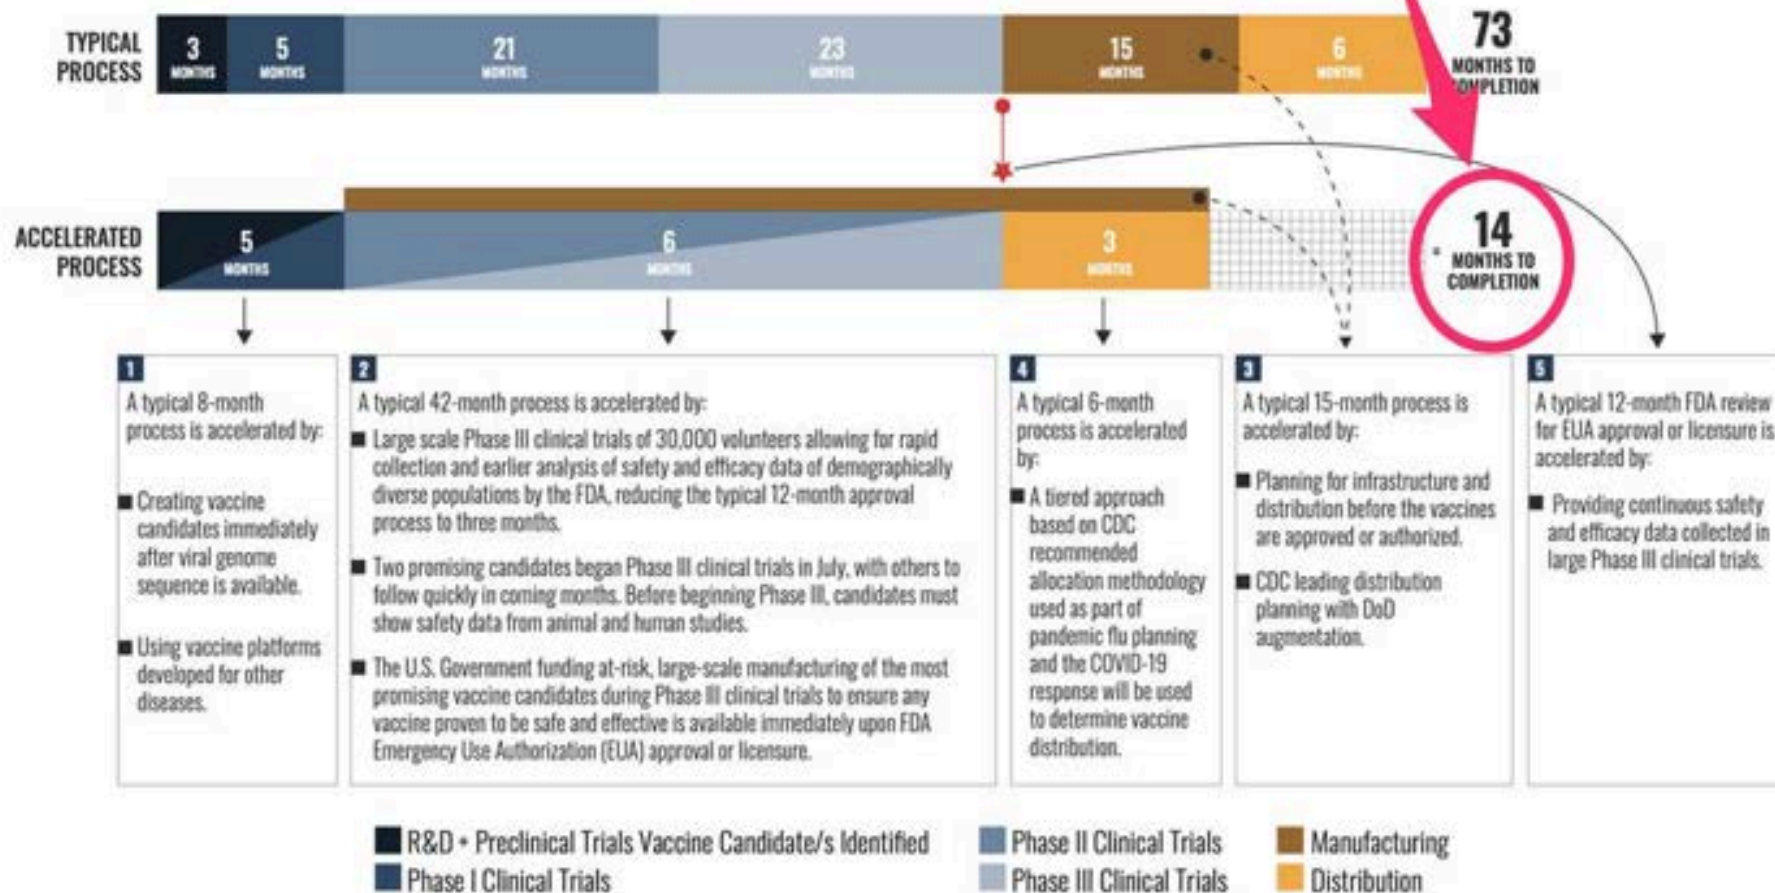 TYPICAL
PROCESS
3
MONTHS
5
MONTHS
21
MONTHS
23
MONTHS
15
MONTHS
6
MONTHS
73
MONTHS TO
COMPLETION
ACCELERATED
PROCESS
5
MONTHS
6
MONTHS
3
MONTHS
14
MONTHS TO
COMPLETION
1
A typical 8-month
process is accelerated by:
■ Creating vaccine
candidates immediately
after viral genome
sequence is available.
■ Using vaccine platforms
developed for other
diseases.
2
A typical 42-month process is accelerated by:
■ Large scale Phase III clinical trials of 30,000 volunteers allowing for rapid
collection and earlier analysis of safety and efficacy data of demographically
diverse populations by the FDA, reducing the typical 12-month approval
process to three months.
■ Two promising candidates began Phase III clinical trials in July, with others to
follow quickly in coming months. Before beginning Phase III, candidates must
show safety data from animal and human studies.
■ The U.S. Government funding at-risk, large-scale manufacturing of the most
promising vaccine candidates during Phase III clinical trials to ensure any
vaccine proven to be safe and effective is available immediately upon FDA
Emergency Use Authorization (EUA) approval or licensure.
4
A typical 6-month
process is accelerated
by:
■ A tiered approach
based on CDC
recommended
allocation methodology
used as part of
pandemic flu planning
and the COVID-19
response will be used
to determine vaccine
distribution.
3
A typical 15-month process is
accelerated by:
■ Planning for infrastructure and
distribution before the vaccines
are approved or authorized.
■ CDC leading distribution
planning with DoD
augmentation.
5
A typical 12-month FDA review
for EUA approval or licensure is
accelerated by:
■ Providing continuous safety
and efficacy data collected in
large Phase III clinical trials.
R&D + Preclinical Trials Vaccine Candidate/s Identified
Phase I Clinical Trials
Phase II Clinical Trials
Phase III Clinical Trials
Manufacturing
Distribution